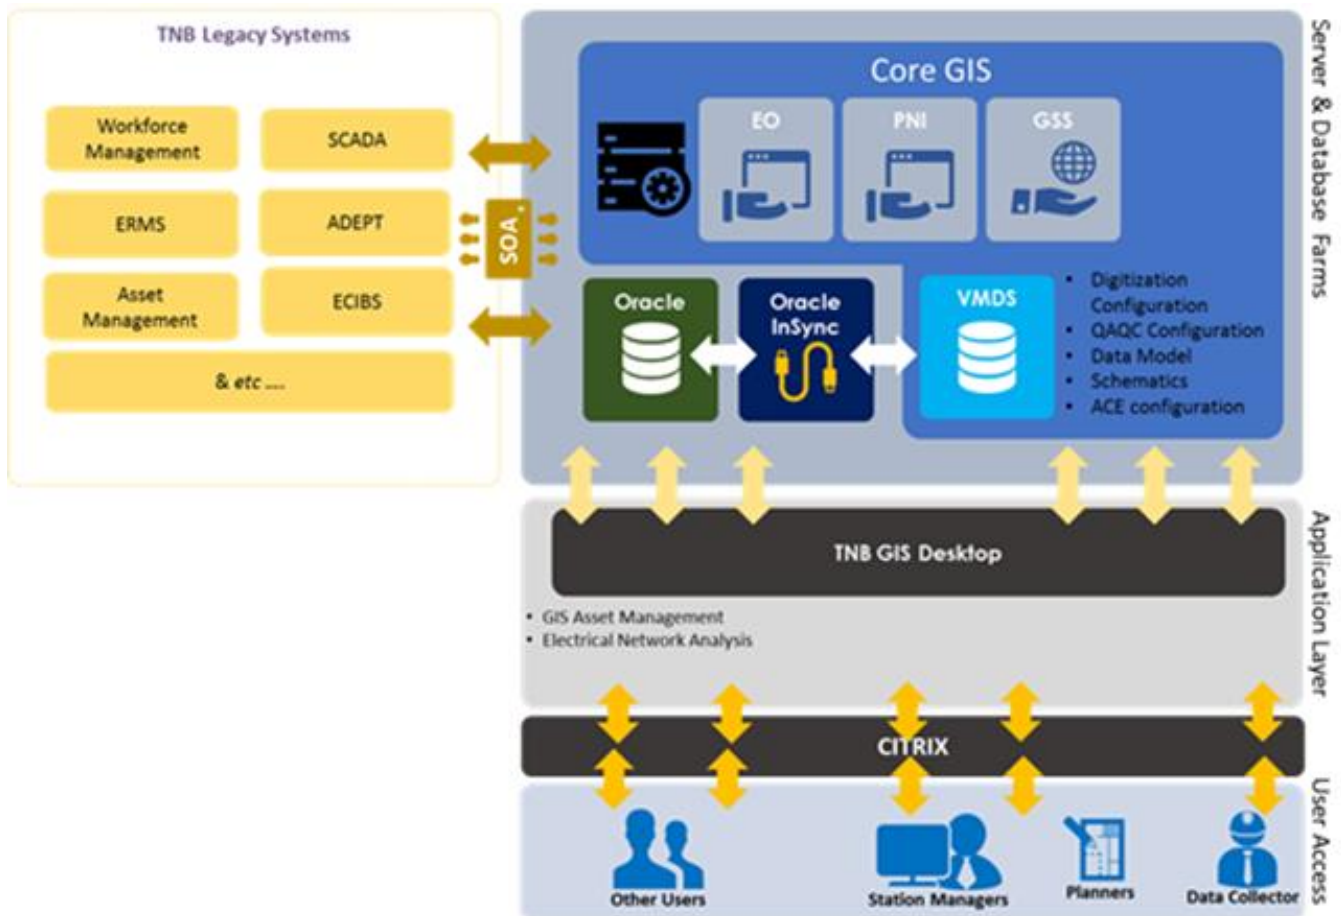 TNB Legacy Systems
Workforce
Management
SCADA
ERMS
ADEPT
Asset
Management
ECIBS
& etc ....
SOA
Core GIS
EO
PNI
GSS
Oracle
Oracle
InSync
VMDS
• Digitization
Configuration
• QAQC Configuration
• Data Model
• Schematics
• ACE configuration
Server & Database Farms
TNB GIS Desktop
• GIS Asset Management
• Electrical Network Analysis
Application Layer
CITRIX
Other Users
Station Managers
Planners
Data Collector
User Access